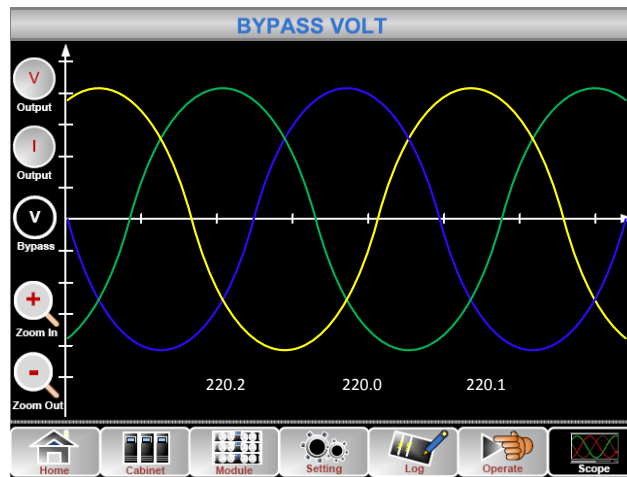 BYPASS VOLT
V
Output
I
Output
V
Bypass
+
Zoom In
-
Zoom Out
220.2 220.0 220.1
Home Cabinet Module Setting Log Operate Scope